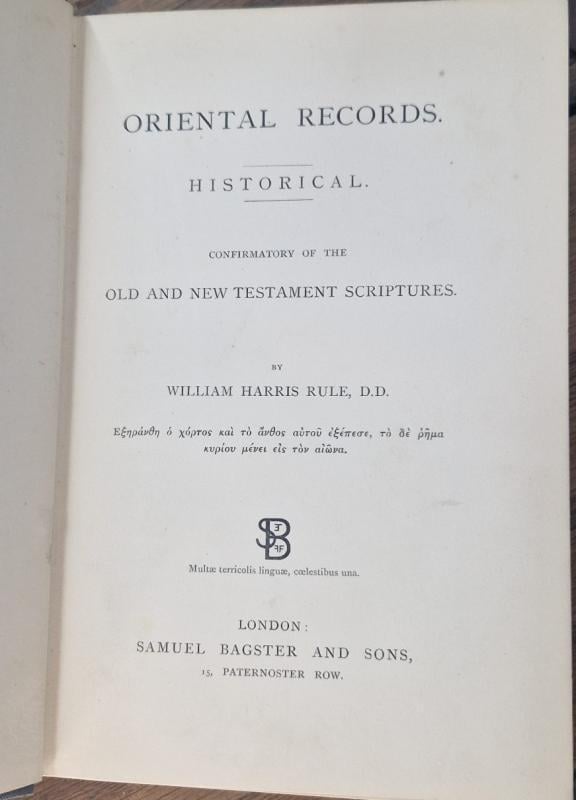 ORIENTAL RECORDS.
HISTORICAL.
CONFIRMATORY OF THE
OLD AND NEW TESTAMENT SCRIPTURES.
BY
WILLIAM HARRIS RULE, D.D.
Εξηράνθη ὁ χόρτος καὶ τὸ ἄνθος αὐτοῦ ἐξέπεσε, τὸ δὲ ῥῆμα
κυρίου μένει εἰς τὸν αἰῶνα.
Multæ terricolis linguæ, cœlestibus una.
LONDON:
SAMUEL BAGSTER AND SONS,
15, PATERNOSTER ROW.